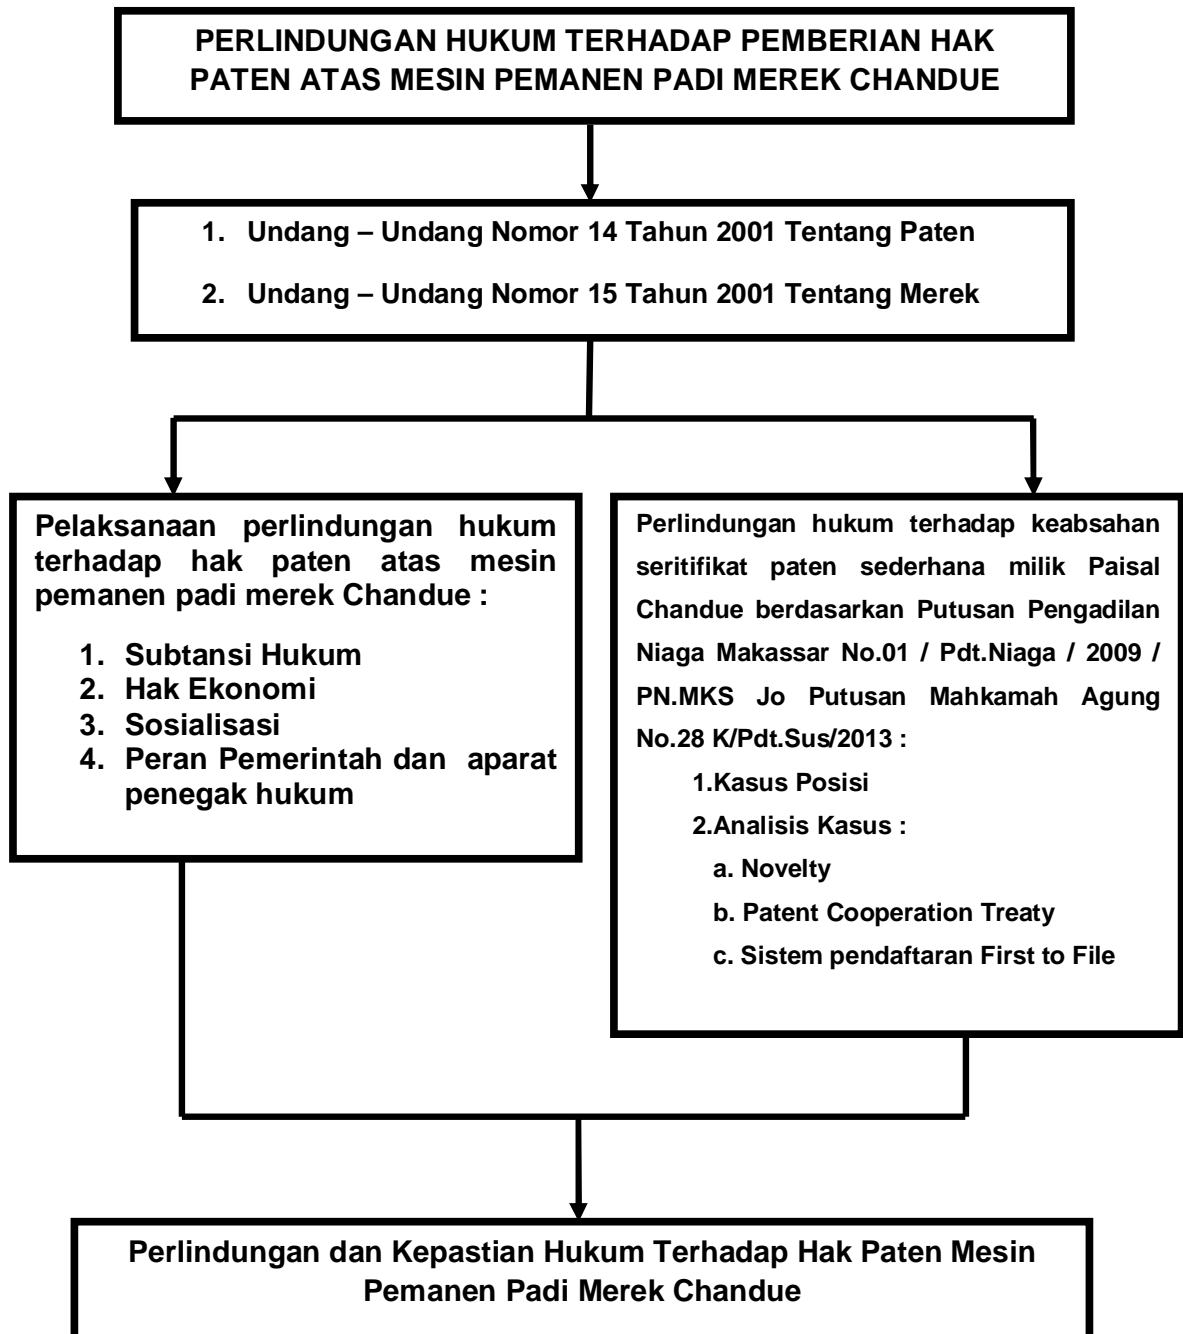 PERLINDUNGAN HUKUM TERHADAP PEMBERIAN HAK
PATEN ATAS MESIN PEMANEN PADI MEREK CHANDUE
1. Undang – Undang Nomor 14 Tahun 2001 Tentang Paten
2. Undang – Undang Nomor 15 Tahun 2001 Tentang Merek
Pelaksanaan perlindungan hukum
terhadap hak paten atas mesin
pemanen padi merek Chandue :
1. Subtansi Hukum
2. Hak Ekonomi
3. Sosialisasi
4. Peran Pemerintah dan aparat
penegak hukum
Perlindungan hukum terhadap keabsahan
seritifikat paten sederhana milik Paisal
Chandue berdasarkan Putusan Pengadilan
Niaga Makassar No.01 / Pdt.Niaga / 2009 /
PN.MKS Jo Putusan Mahkamah Agung
No.28 K/Pdt.Sus/2013 :
1.Kasus Posisi
2.Analisis Kasus :
a. Novelty
b. Patent Cooperation Treaty
c. Sistem pendaftaran First to File
Perlindungan dan Kepastian Hukum Terhadap Hak Paten Mesin
Pemanen Padi Merek Chandue